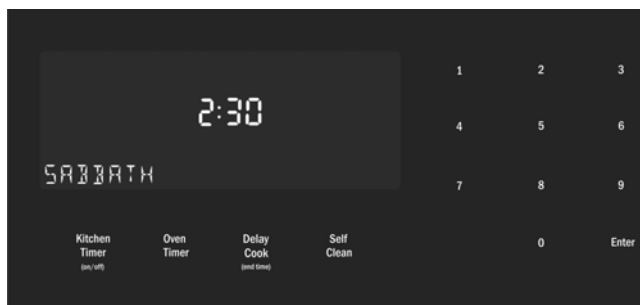 2:30
SABBATH
Kitchen Timer (on/off)
Oven Timer
Delay Cook (end time)
Self Clean
1 2 3
4 5 6
7 8 9
0 Enter